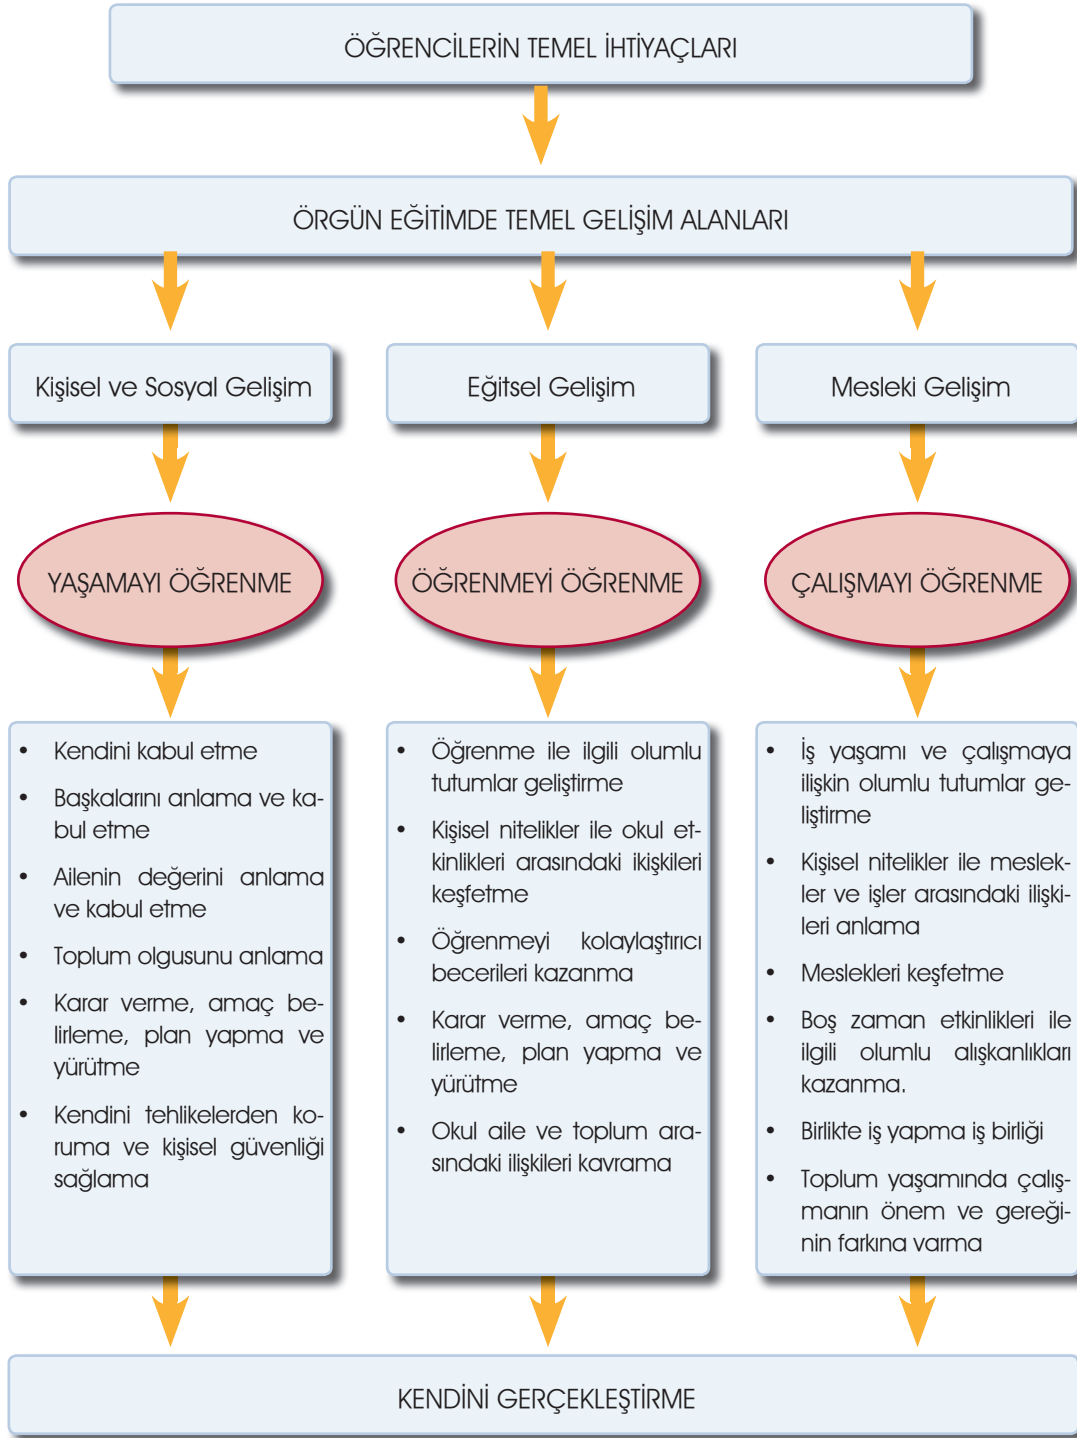 ÖĞRENCİLERİN TEMEL İHTİYAÇLARI
ÖRGÜN EĞİTİMDE TEMEL GELİŞİM ALANLARI
Kişisel ve Sosyal Gelişim
Eğitsel Gelişim
Mesleki Gelişim
YAŞAMAYI ÖĞRENME
ÖĞRENMEYİ ÖĞRENME
ÇALIŞMAYI ÖĞRENME
• Kendini kabul etme
• Başkalarını anlama ve ka-
bul etme
• Ailenin değerini anlama
ve kabul etme
• Toplum olgusunu anlama
• Karar verme, amaç be-
lirleme, plan yapma ve
yürütme
• Kendini tehlikelerden ko-
ruma ve kişisel güvenliği
sağlama
• Öğrenme ile ilgili olumlu
tutumlar geliştirme
• Kişisel nitelikler ile okul et-
kinlikleri arasındaki ikişkileri
keşfetme
• Öğrenmeyi kolaylaştırıcı
becerileri kazanma
• Karar verme, amaç be-
lirleme, plan yapma ve
yürütme
• Okul aile ve toplum ara-
sındaki ilişkileri kavrama
• İş yaşamı ve çalışmaya
ilişkin olumlu tutumlar ge-
liştirme
• Kişisel nitelikler ile meslek-
ler ve işler arasındaki ilişki-
leri anlama
• Meslekleri keşfetme
• Boş zaman etkinlikleri ile
ilgili olumlu alışkanlıkları
kazanma.
• Birlikte iş yapma iş birliği
• Toplum yaşamında çalış-
manın önem ve gereği-
nin farkına varma
KENDİNİ GERÇEKLEŞTİRME